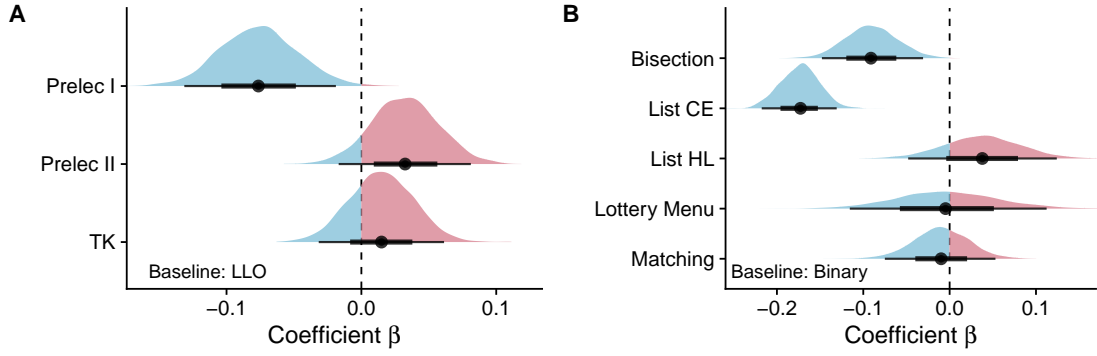 A
Prelec I
Prelec II
TK
Baseline: LLO
−0.1
0.0
0.1
Coefficient β
B
Bisection
List CE
List HL
Lottery Menu
Matching
Baseline: Binary
−0.2
−0.1
0.0
0.1
Coefficient β